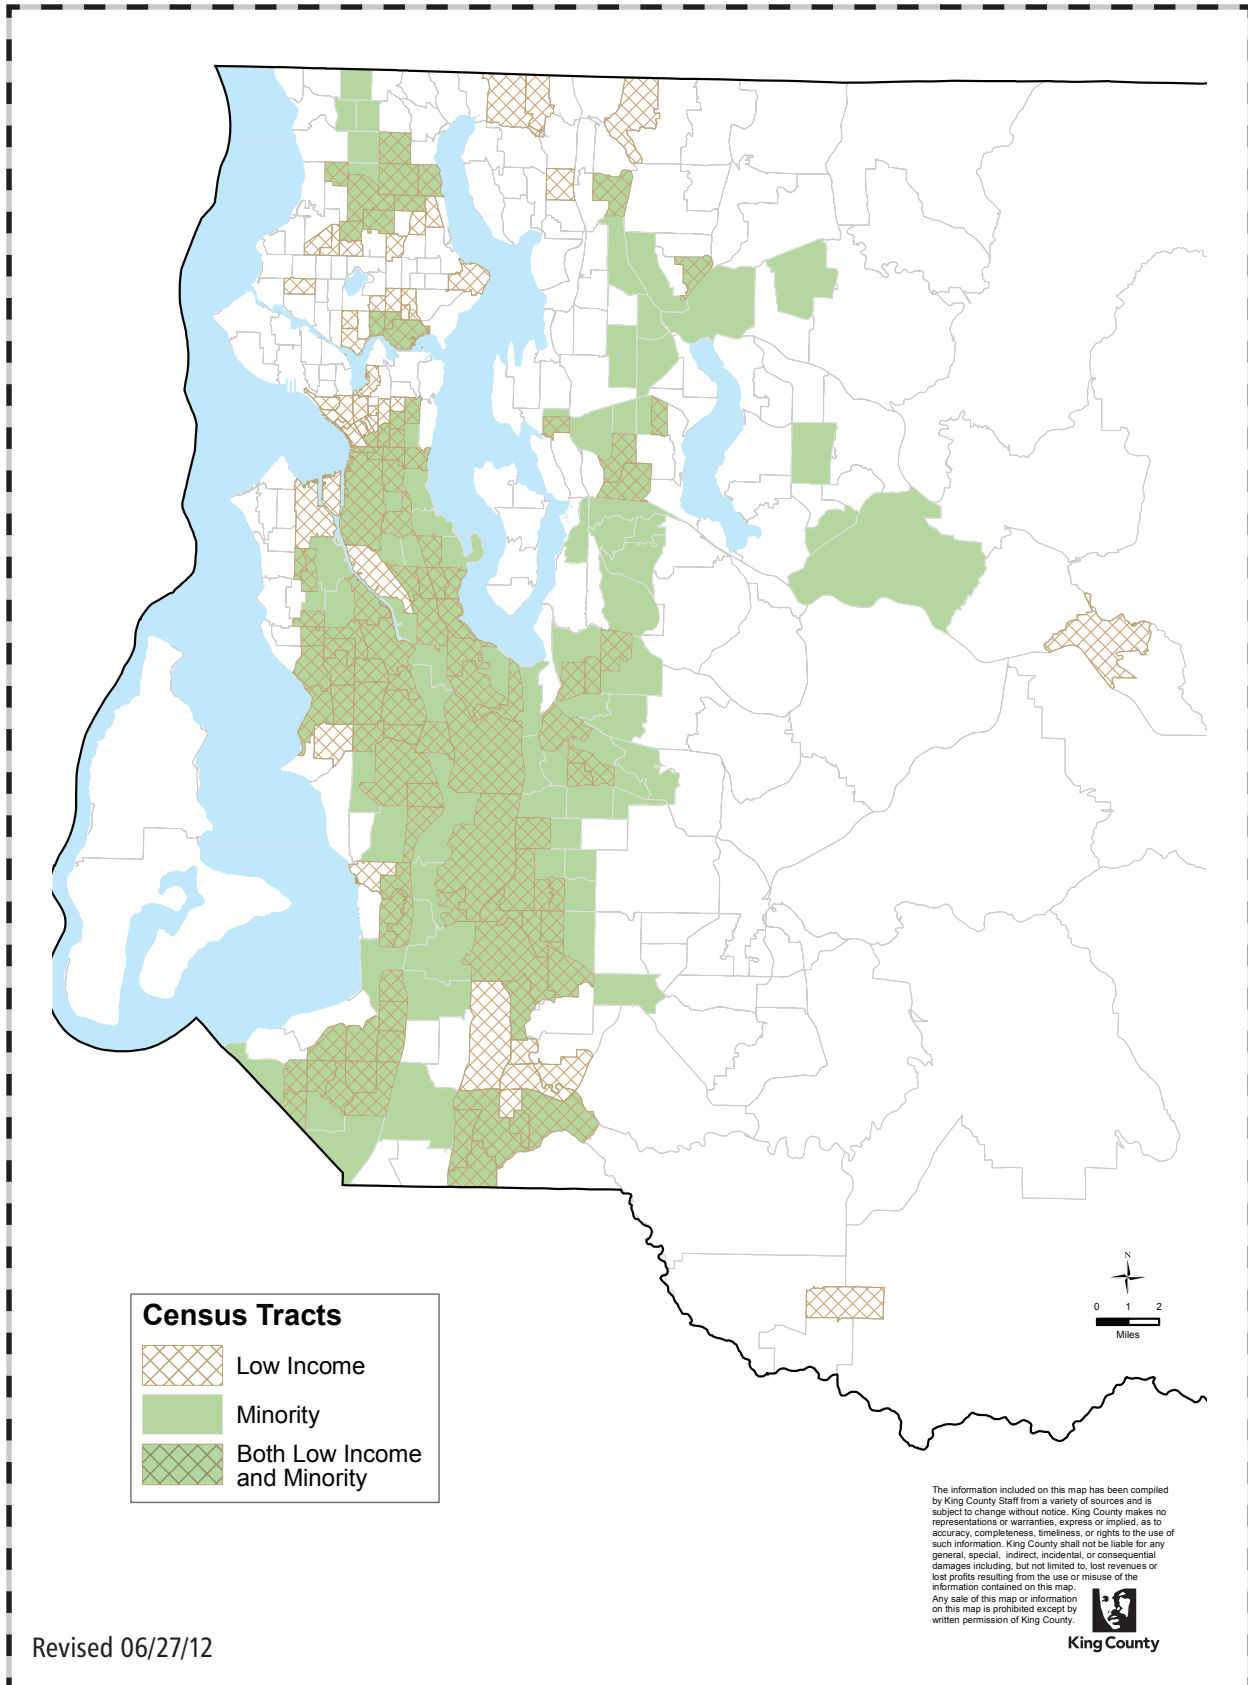 N
0 1 2
Miles
Census Tracts
Low Income
Minority
Both Low Income
and Minority
The information included on this map has been compiled
by King County Staff from a variety of sources and is
subject to change without notice. King County makes no
representations or warranties, express or implied, as to
accuracy, completeness, timeliness, or rights to the use of
such information. King County shall not be liable for any
general, special, indirect, incidental, or consequential
damages including, but not limited to, lost revenues or
lost profits resulting from the use or misuse of the
information contained on this map.
Any sale of this map or information
on this map is prohibited except by
written permission of King County.
King County
Revised 06/27/12